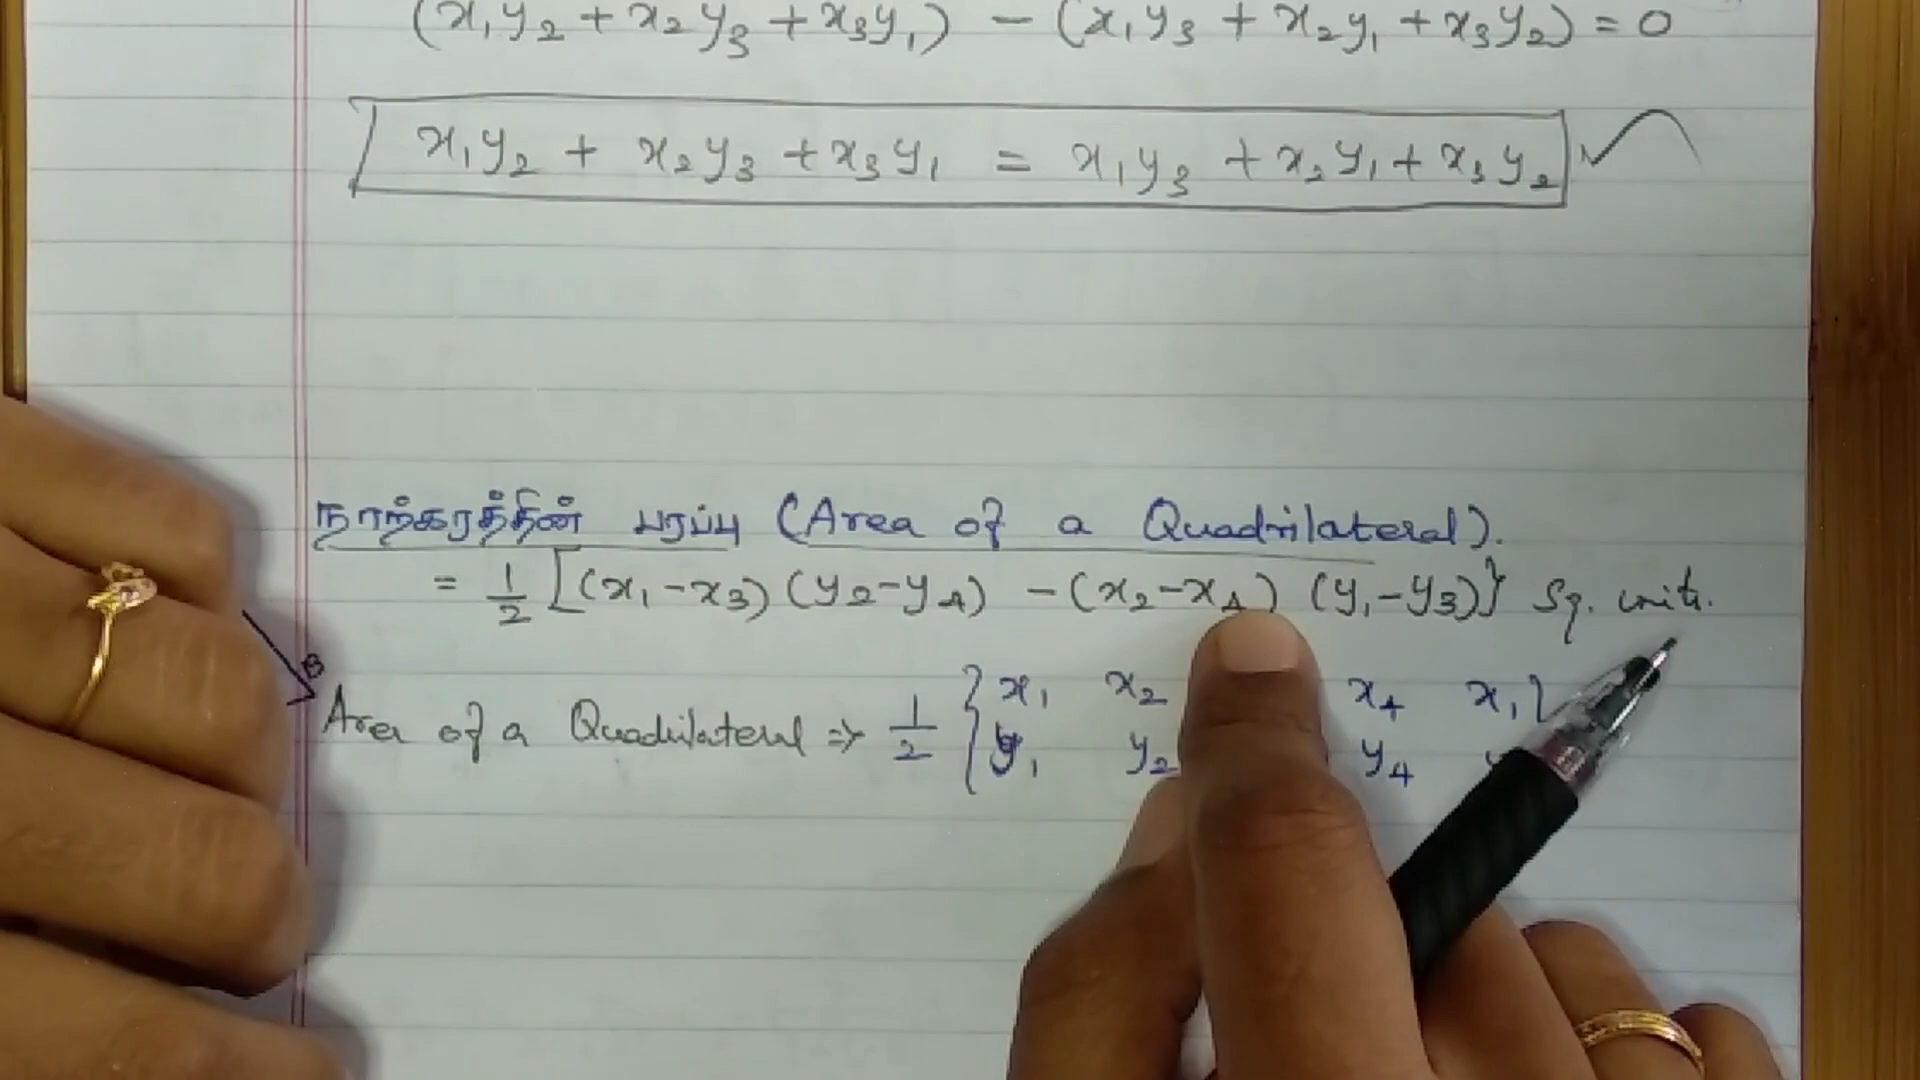 (x₁y₂ + x₂y₃ + x₃y₁) − (x₁y₃ + x₂y₁ + x₃y₂) = 0
x₁y₂ + x₂y₃ + x₃y₁ = x₁y₃ + x₂y₁ + x₃y₂
நாற்கரத்தின் பரப்பு (Area of a Quadrilateral).
= 1/2 [(x₁-x₃) (y₂-y₄) - (x₂-x₄) (y₁-y₃)} Sq. units.
B
Area of a Quadrilateral ⇒ 1/2 { x₁ x₂ x₄ x₁ }
y₁ y₂ y₄